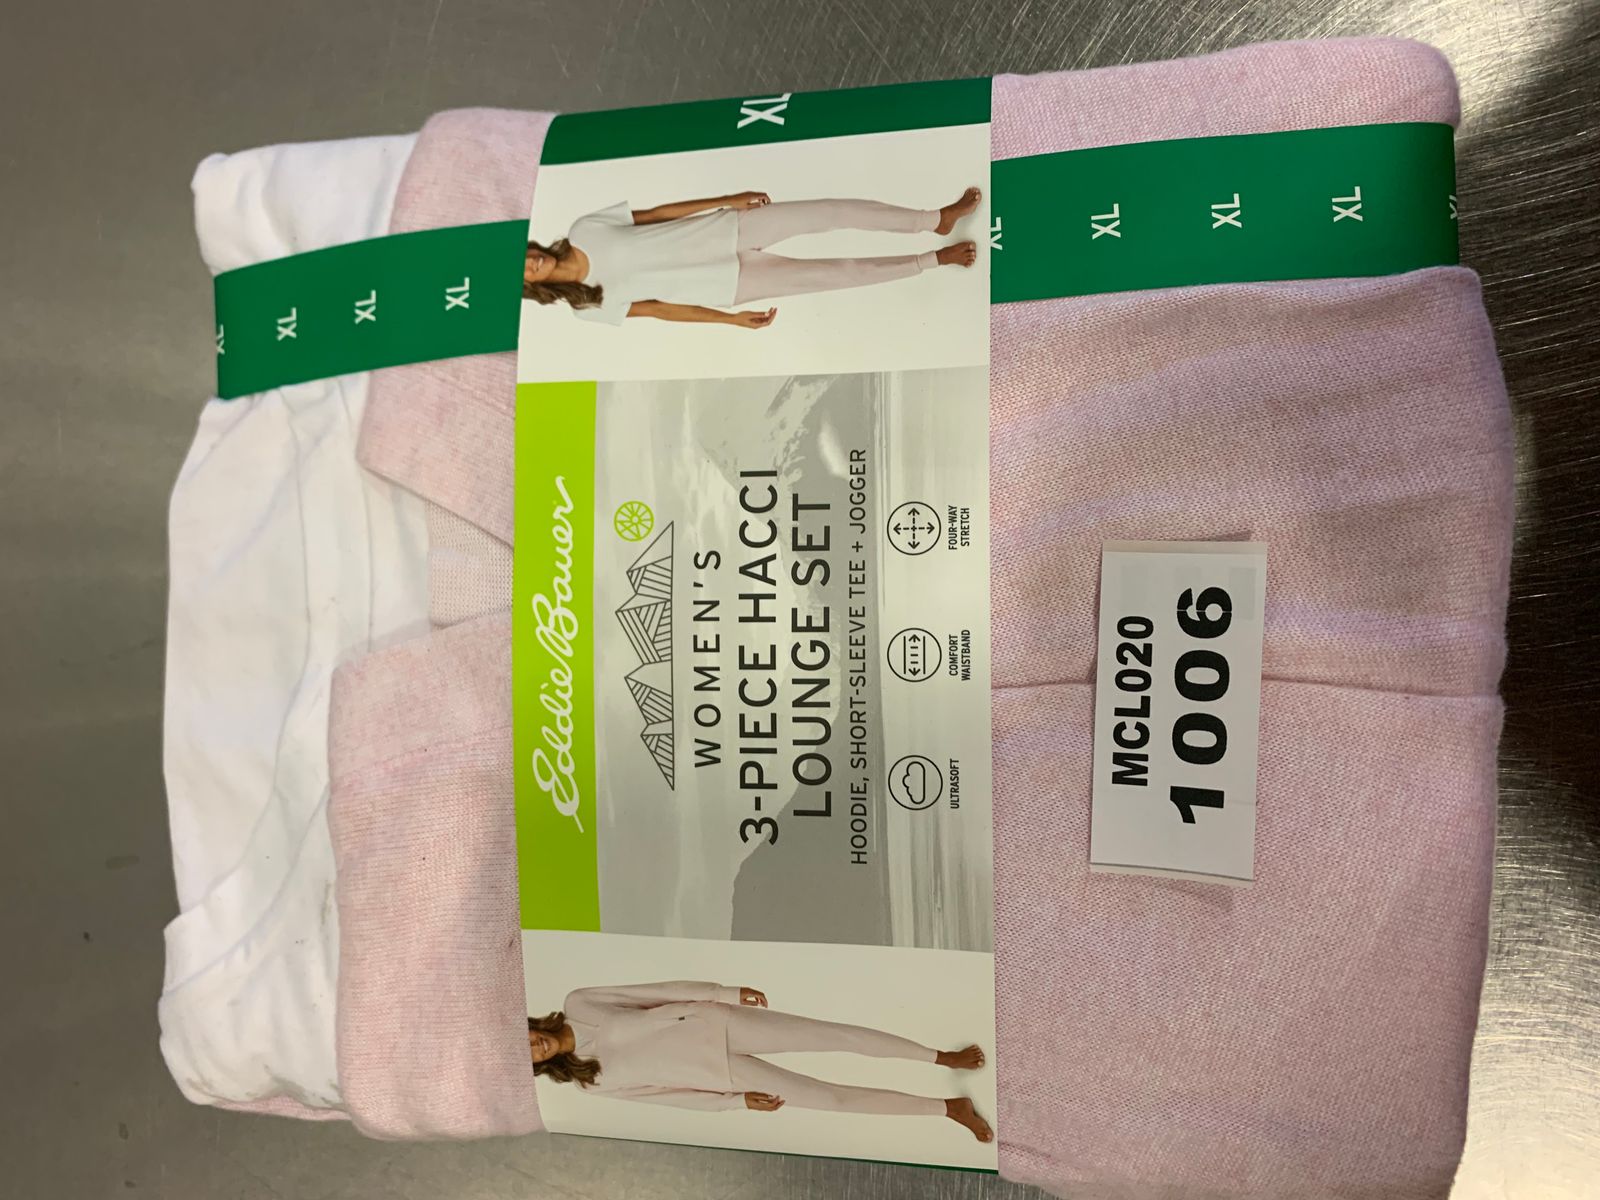 XL
XL
XL
XL
XL
XL
XL
XL
Eddie Bauer
WOMEN'S
3-PIECE HACCI
LOUNGE SET
HOODIE, SHORT-SLEEVE TEE + JOGGER
ULTRASOFT
COMFORT
WAISTBAND
FOUR-WAY
STRETCH
MCL020
1006